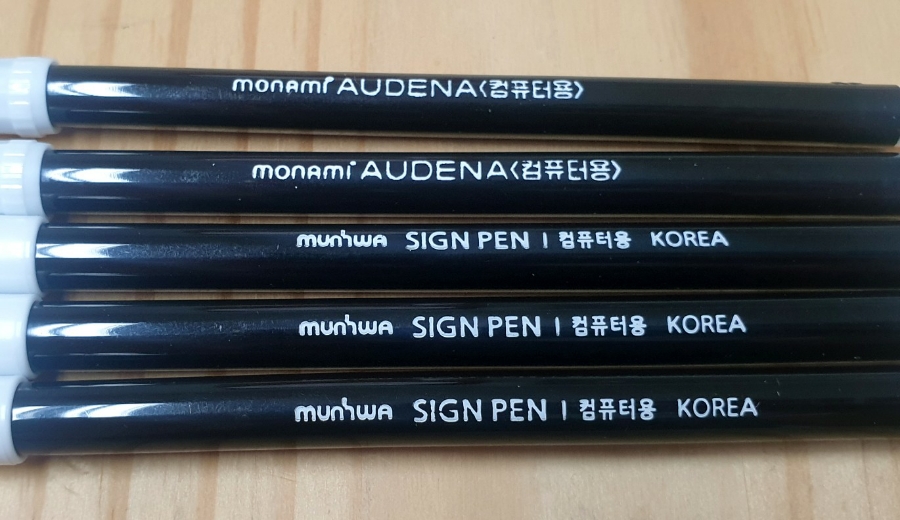 monami AUDENA〈컴퓨터용〉
monami AUDENA〈컴퓨터용〉
munhwa SIGN PEN I 컴퓨터용 KOREA
munhwa SIGN PEN I 컴퓨터용 KOREA
munhwa SIGN PEN I 컴퓨터용 KOREA